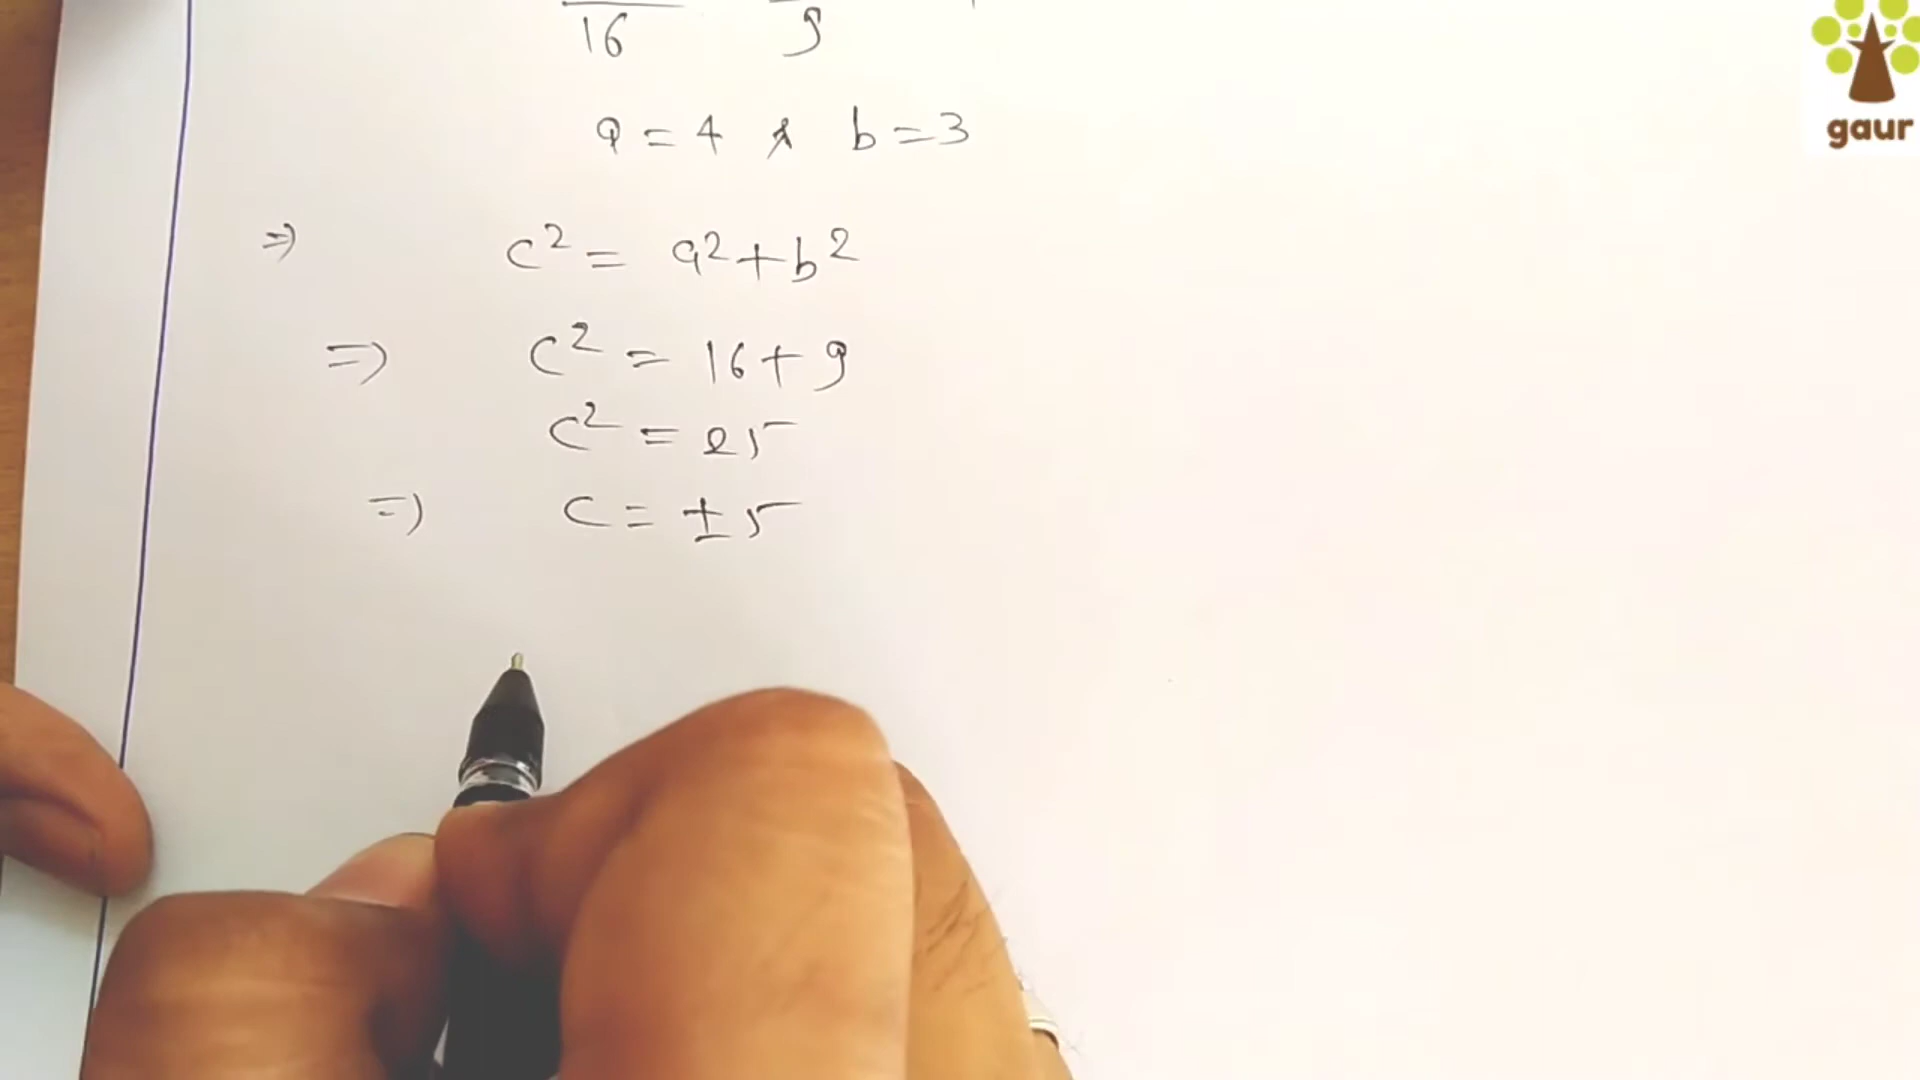 16 9
a = 4 & b = 3
⇒ c² = a² + b²
⇒ c² = 16 + 9
c² = 25
⇒ c = ±5
gaur